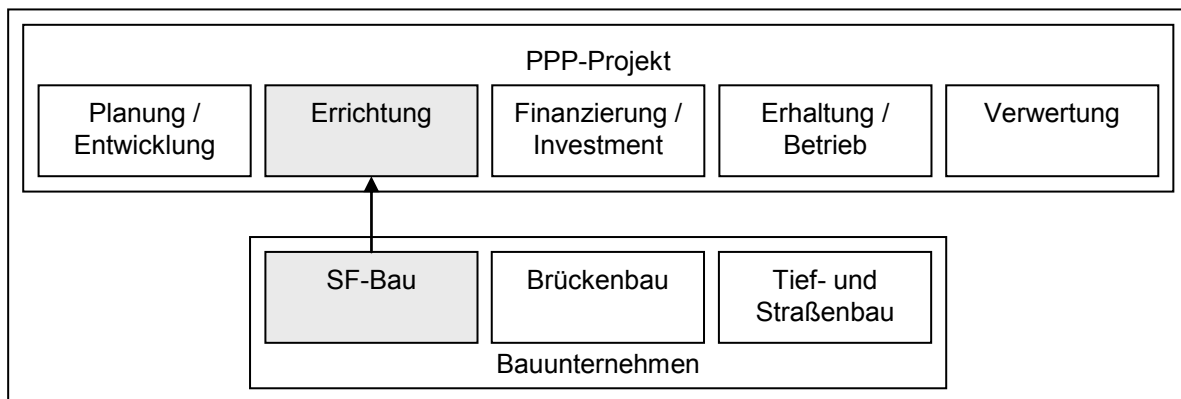 PPP-Projekt
Planung /
Entwicklung
Errichtung
Finanzierung /
Investment
Erhaltung /
Betrieb
Verwertung
SF-Bau
Brückenbau
Tief- und
Straßenbau
Bauunternehmen